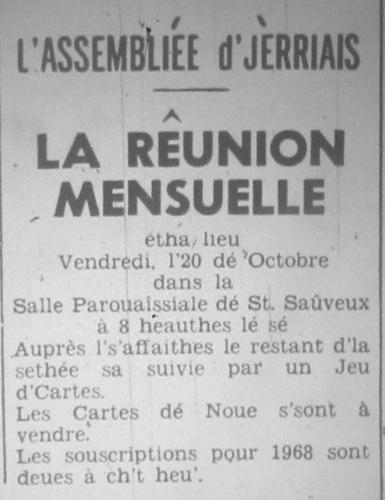 L'ASSEMBLIÉE d'JÈRRIAIS
LA RÊUNION
MENSUELLE
étha lieu
Vendredi, l'20 dé Octobre
dans la
Salle Parouaîssiale dé St. Saûveux
à 8 heauthes lé sé
Auprès l's'affaithes le restant d'la
sethée sa suivie par un Jeu
d'Cartes.
Les Cartes dé Noue s'sont à
vendre.
Les souscriptions pour 1968 sont
deues à ch't heu'.